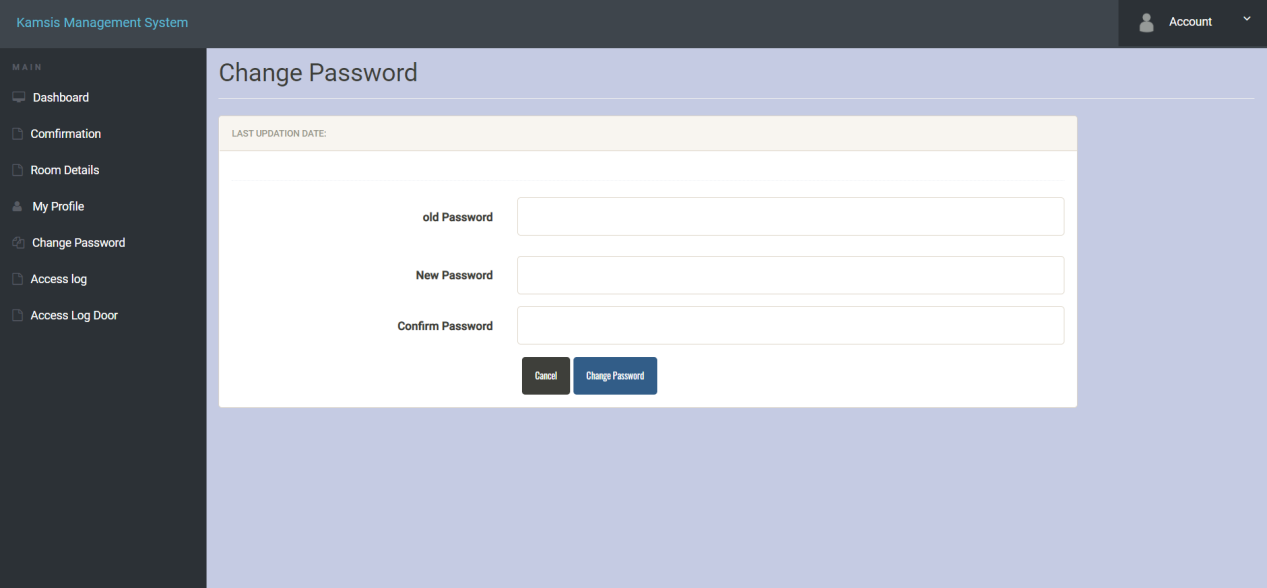 Kamsis Management System
Account
MAIN
Dashboard
Comfirmation
Room Details
My Profile
Change Password
Access log
Access Log Door
Change Password
LAST UPDATION DATE:
old Password
New Password
Confirm Password
Cancel
Change Password